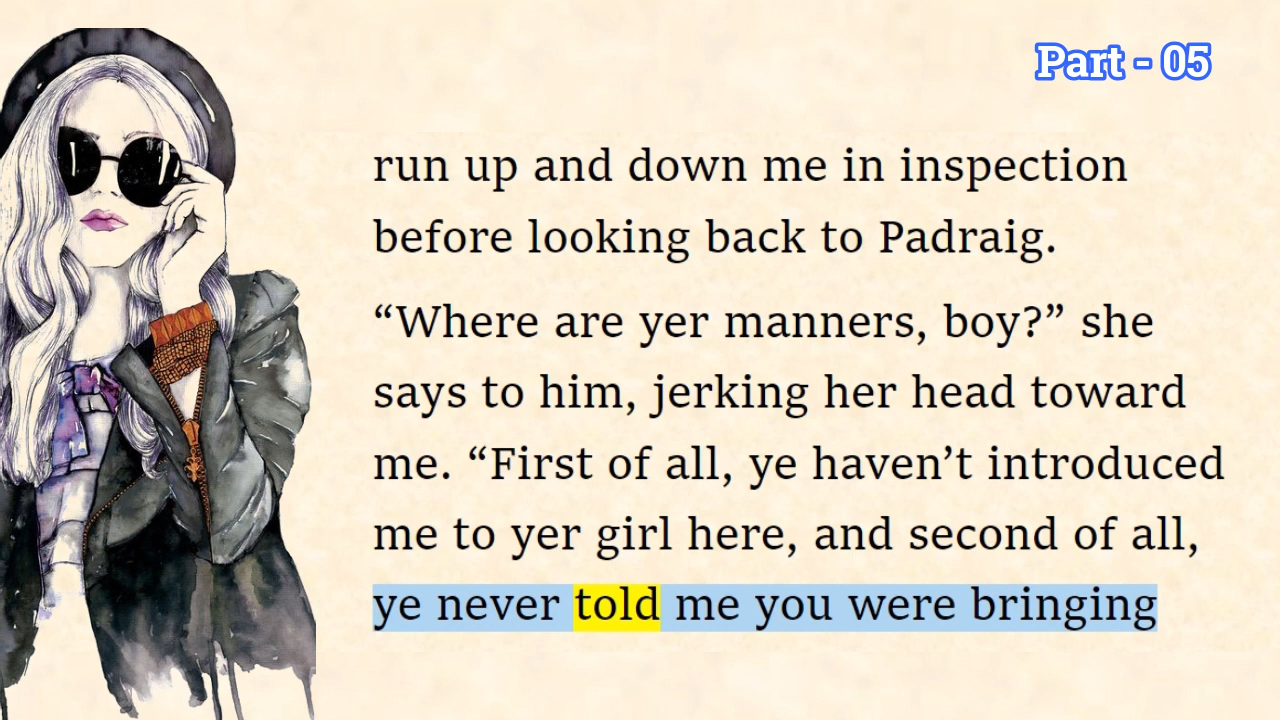 Part - 05
run up and down me in inspection
before looking back to Padraig.
“Where are yer manners, boy?” she
says to him, jerking her head toward
me. “First of all, ye haven’t introduced
me to yer girl here, and second of all,
ye never told me you were bringing